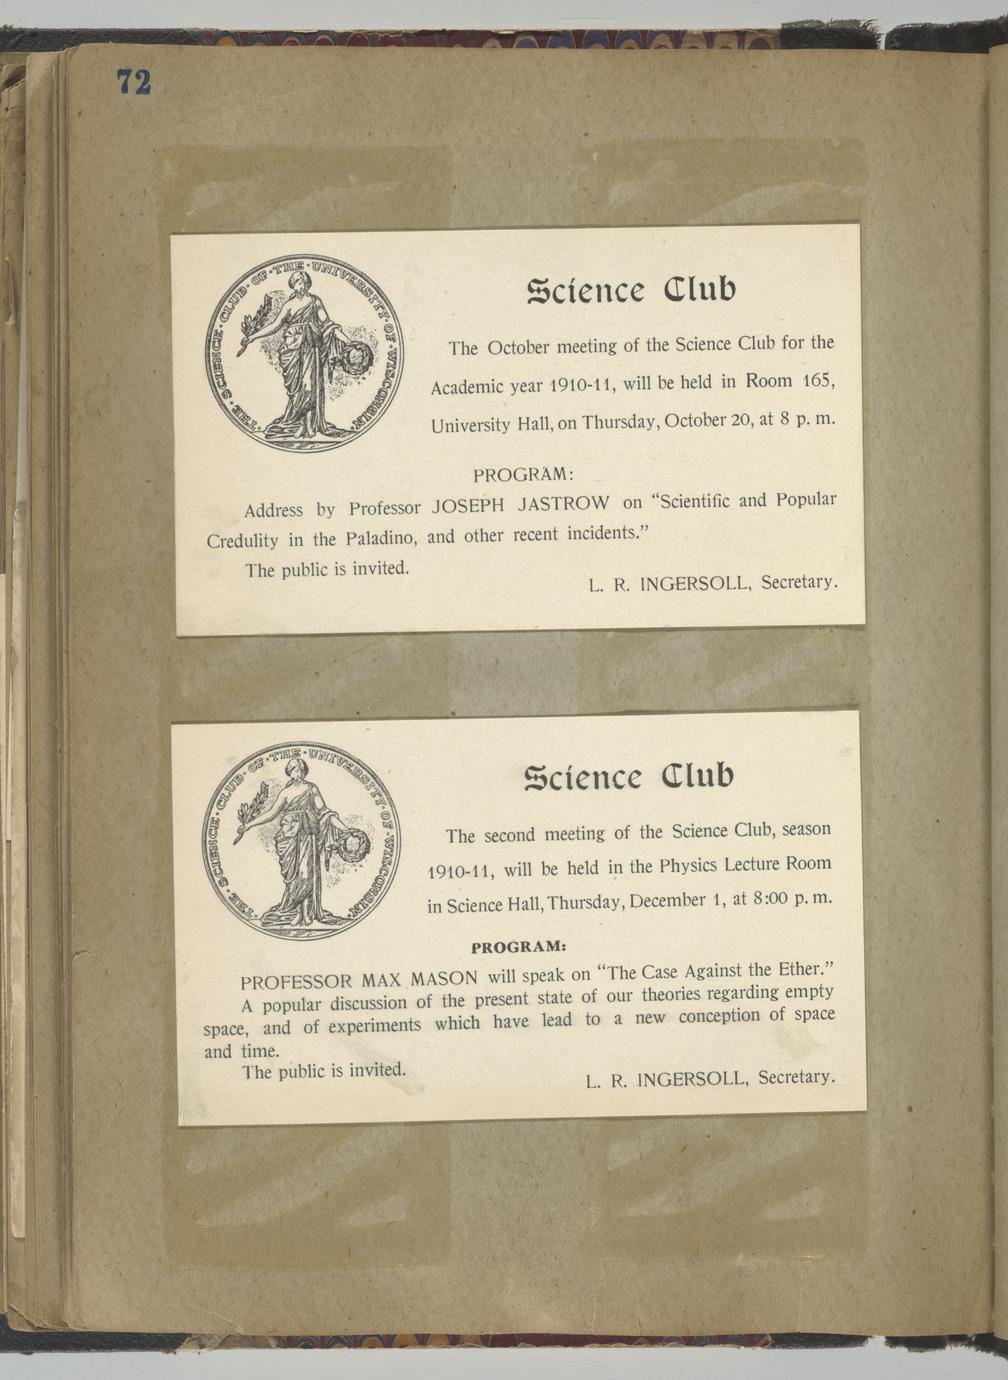 72
THE · SCIENCE · CLUB · OF · THE · UNIVERSITY · OF · WISCONSIN ·
Science Club
The October meeting of the Science Club for the
Academic year 1910-11, will be held in Room 165,
University Hall, on Thursday, October 20, at 8 p. m.
PROGRAM:
Address by Professor JOSEPH JASTROW on “Scientific and Popular
Credulity in the Paladino, and other recent incidents.”
The public is invited.
L. R. INGERSOLL, Secretary.
THE · SCIENCE · CLUB · OF · THE · UNIVERSITY · OF · WISCONSIN ·
Science Club
The second meeting of the Science Club, season
1910-11, will be held in the Physics Lecture Room
in Science Hall, Thursday, December 1, at 8:00 p. m.
PROGRAM:
PROFESSOR MAX MASON will speak on “The Case Against the Ether.”
A popular discussion of the present state of our theories regarding empty
space, and of experiments which have lead to a new conception of space
and time.
The public is invited.
L. R. INGERSOLL, Secretary.